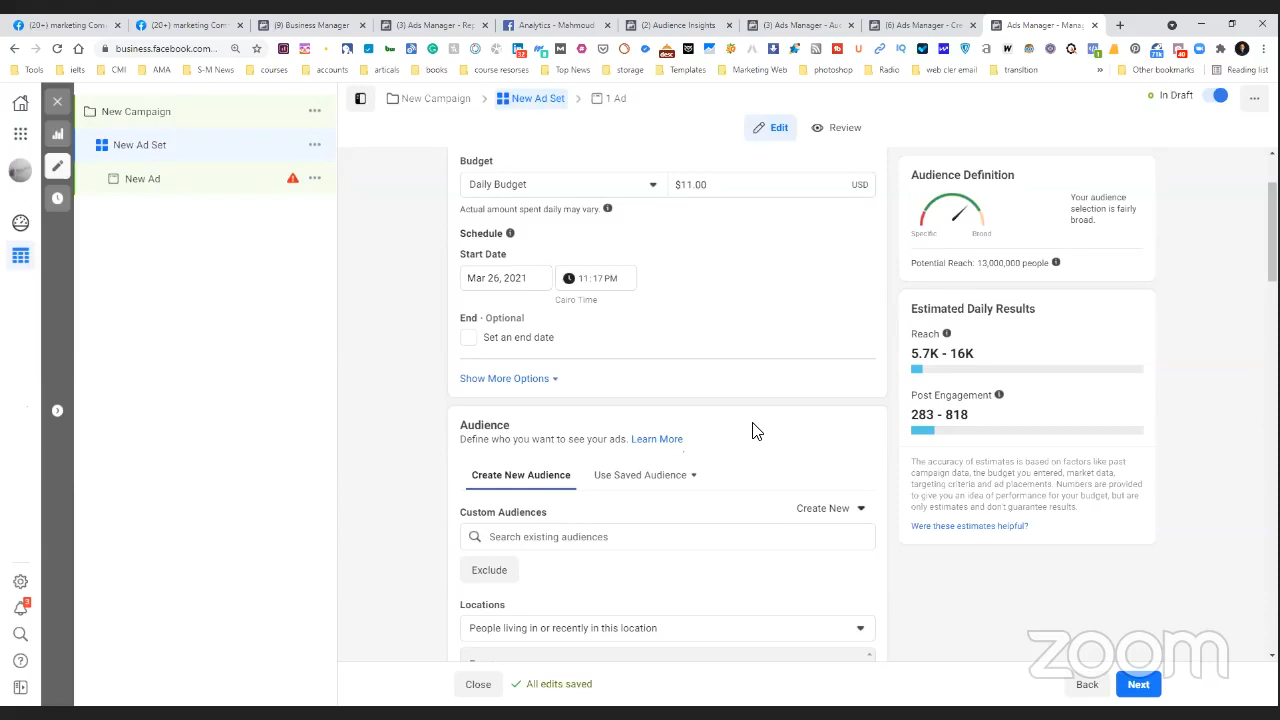 (20+) marketing Com
(20+) marketing Com
(9) Business Manager
(3) Ads Manager - Rep
Analytics - Mahmoud
(2) Audience Insights
(3) Ads Manager - Aud
(6) Ads Manager - Cre
Ads Manager - Mana
business.facebook.com...
Tools
ielts
CMI
AMA
S-M News
courses
accounts
articals
books
course resorses
Top News
storage
Templates
Marketing Web
photoshop
Radio
web cler email
transltion
Other bookmarks
Reading list
New Campaign
New Ad Set
New Ad
New Campaign
New Ad Set
1 Ad
In Draft
Edit
Review
Budget
Daily Budget
$11.00
USD
Actual amount spent daily may vary.
Schedule
Start Date
Mar 26, 2021
11:17 PM
Cairo Time
End · Optional
Set an end date
Show More Options
Audience
Define who you want to see your ads. Learn More
Create New Audience
Use Saved Audience
Custom Audiences
Create New
Search existing audiences
Exclude
Locations
People living in or recently in this location
Close
All edits saved
Back
Next
Audience Definition
Your audience
selection is fairly
broad.
Specific
Broad
Potential Reach: 13,000,000 people
Estimated Daily Results
Reach
5.7K - 16K
Post Engagement
283 - 818
The accuracy of estimates is based on factors like past
campaign data, the budget you entered, market data,
targeting criteria and ad placements. Numbers are provided
to give you an idea of performance for your budget, but are
only estimates and don't guarantee results.
Were these estimates helpful?
zoom